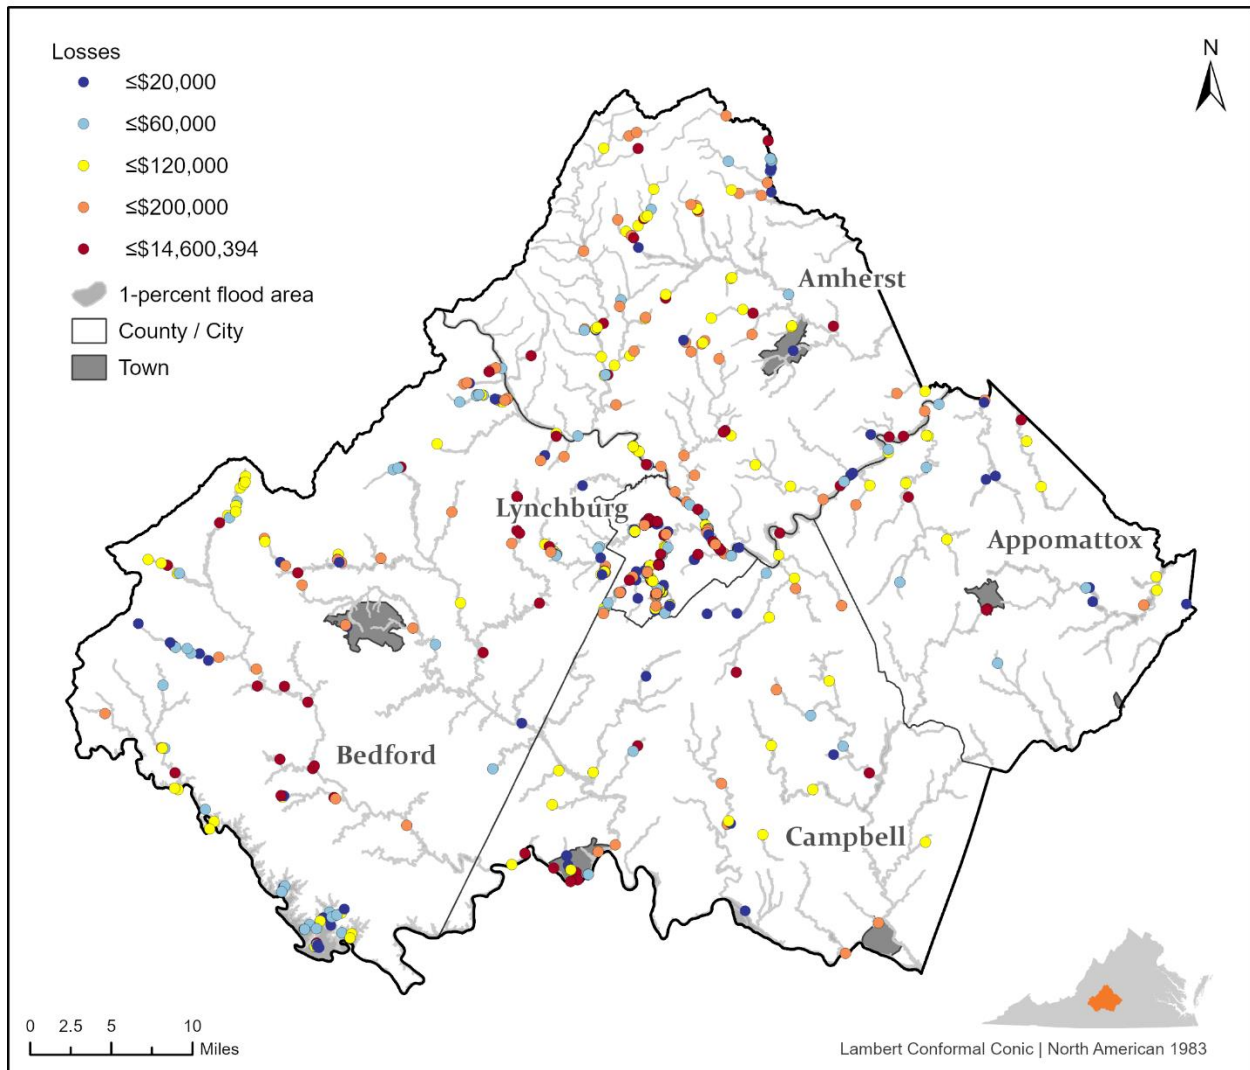 Losses
≤$20,000
≤$60,000
≤$120,000
≤$200,000
≤$14,600,394
1-percent flood area
County / City
Town
N
Amherst
Lynchburg
Appomattox
Bedford
Campbell
0 2.5 5 10
Miles
Lambert Conformal Conic | North American 1983